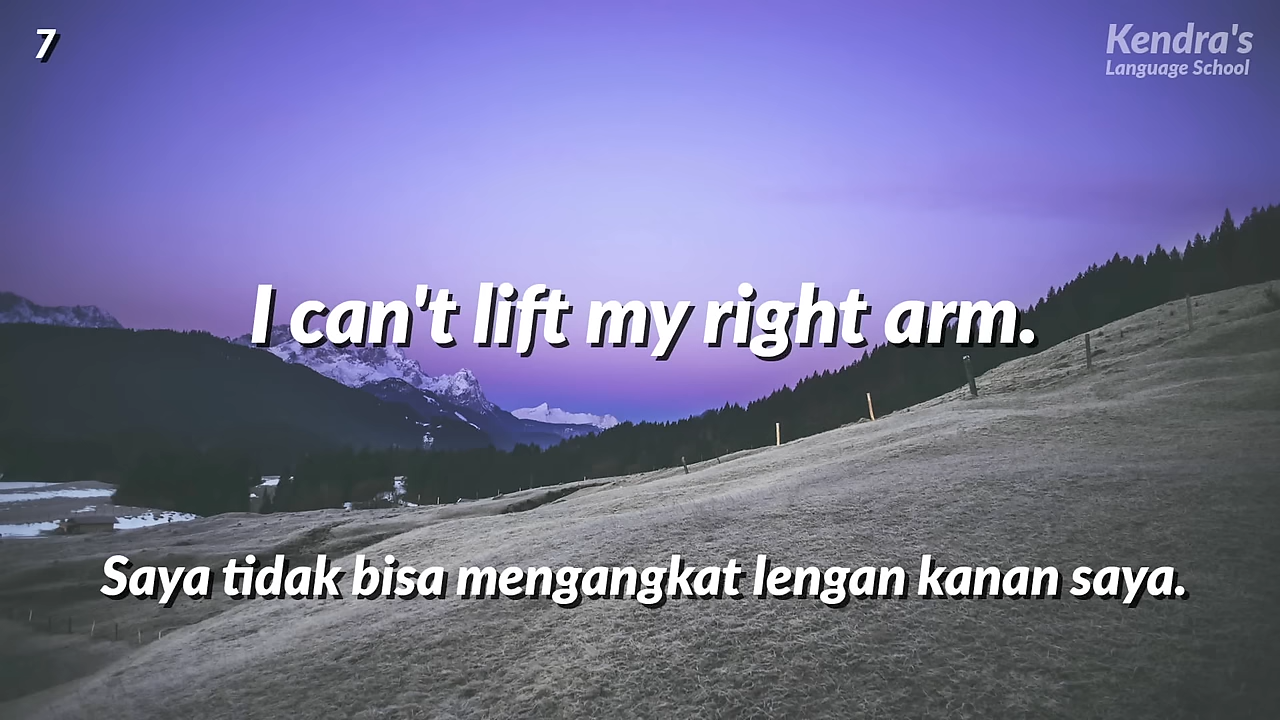 7
Kendra's
Language School
I can't lift my right arm.
Saya tidak bisa mengangkat lengan kanan saya.